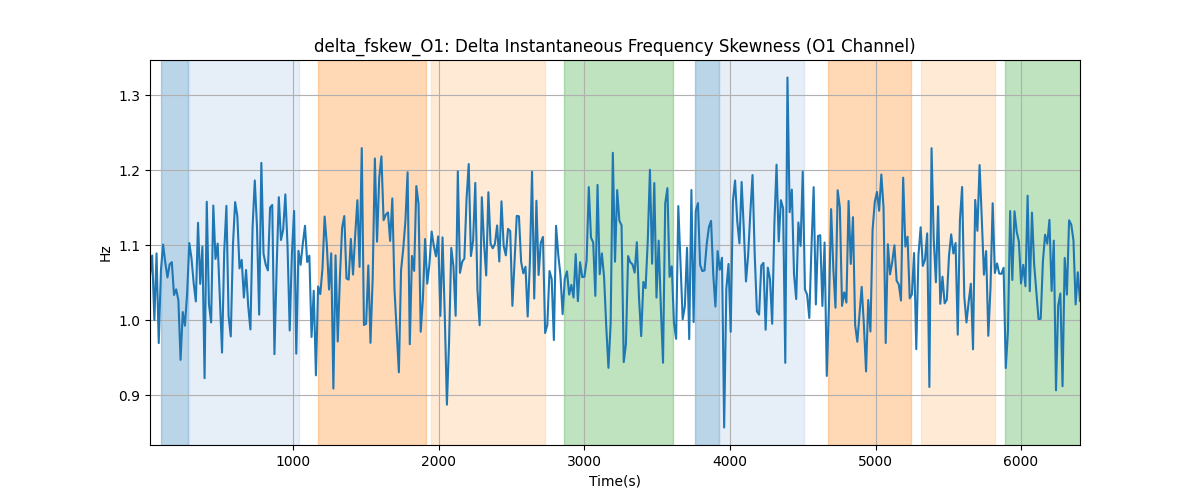 delta_fskew_O1: Delta Instantaneous Frequency Skewness (O1 Channel)
1.3
1.2
1.1
1.0
0.9
Hz
1000 2000 3000 4000 5000 6000
Time(s)